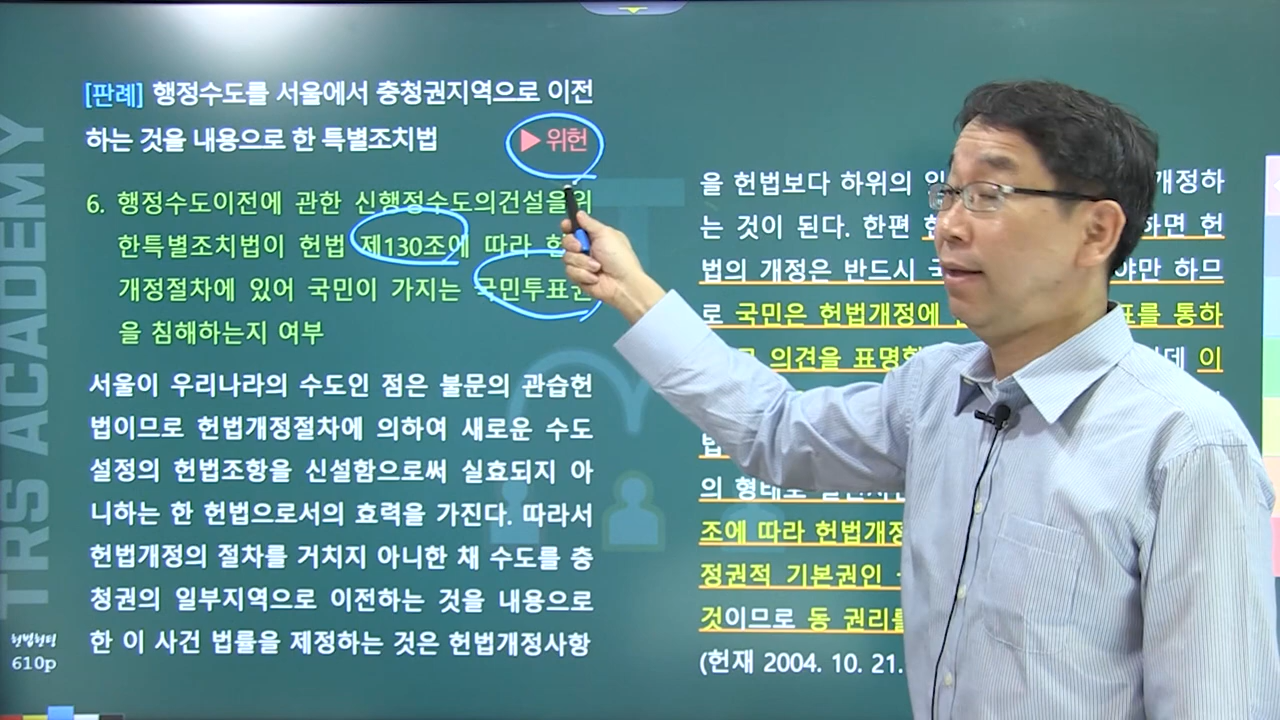 TRS ACADEMY
[판례] 행정수도를 서울에서 충청권지역으로 이전
하는 것을 내용으로 한 특별조치법 ▶ 위헌
6. 행정수도이전에 관한 신행정수도의건설을위
한특별조치법이 헌법 제130조에 따라
개정절차에 있어 국민이 가지는 국민투표권
을 침해하는지 여부
서울이 우리나라의 수도인 점은 불문의 관습헌
법이므로 헌법개정절차에 의하여 새로운 수도
설정의 헌법조항을 신설함으로써 실효되지 아
니하는 한 헌법으로서의 효력을 가진다. 따라서
헌법개정의 절차를 거치지 아니한 채 수도를 충
청권의 일부지역으로 이전하는 것을 내용으로
한 이 사건 법률을 제정하는 것은 헌법개정사항
610p
을 헌법보다 하위의 개정하
는 것이 된다. 한편 하면 헌
법의 개정은 반드시 야만 하므
로 국민은 헌법개정에 표를 통하
의견을 표명할 데 이
의 형태로
조에 따라 헌법개정
정권적 기본권인
것이므로 동 권리를
(헌재 2004. 10. 21.